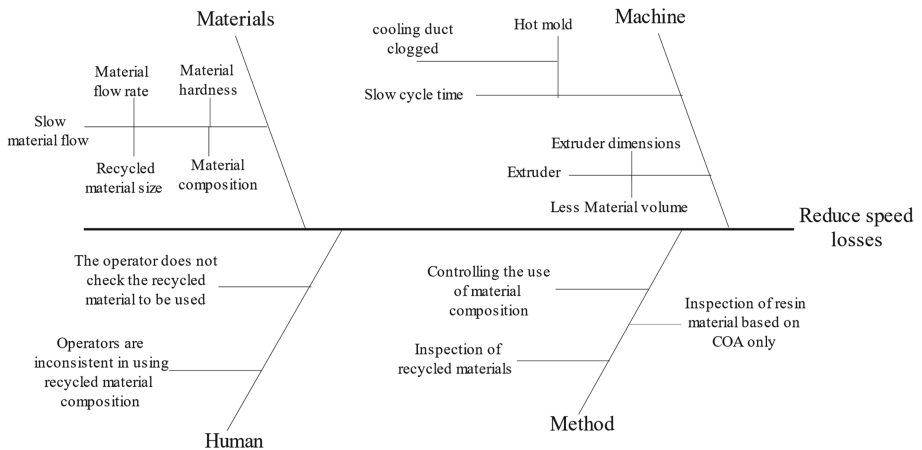 Materials
Machine
cooling duct
clogged
Hot mold
Material
flow rate
Material
hardness
Slow cycle time
Slow
material flow
Recycled
material size
Material
composition
Extruder dimensions
Extruder
Less Material volume
Reduce speed
losses
The operator does not
check the recycled
material to be used
Controlling the use
of material
composition
Inspection of resin
material based on
COA only
Operators are
inconsistent in using
recycled material
composition
Inspection of
recycled materials
Human
Method